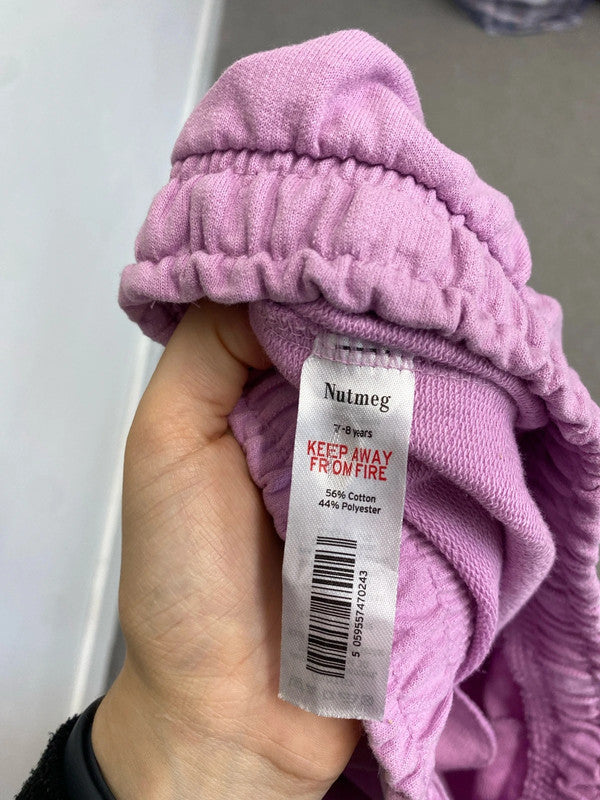 Nutmeg
7-8 years
KEEP AWAY
FROM FIRE
56% Cotton
44% Polyester
5 059557 470243